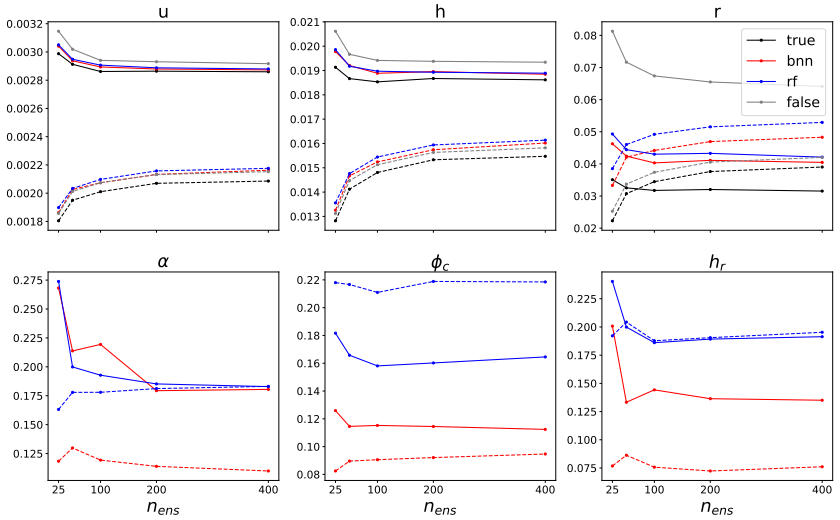 u
0.0032
0.0030
0.0028
0.0026
0.0024
0.0022
0.0020
0.0018
h
0.021
0.020
0.019
0.018
0.017
0.016
0.015
0.014
0.013
r
0.08
0.07
0.06
0.05
0.04
0.03
0.02
true
bnn
rf
false
α
0.275
0.250
0.225
0.200
0.175
0.150
0.125
25 100 200 400
n_ens
ϕ_c
0.22
0.20
0.18
0.16
0.14
0.12
0.10
0.08
25 100 200 400
n_ens
h_r
0.225
0.200
0.175
0.150
0.125
0.100
0.075
25 100 200 400
n_ens